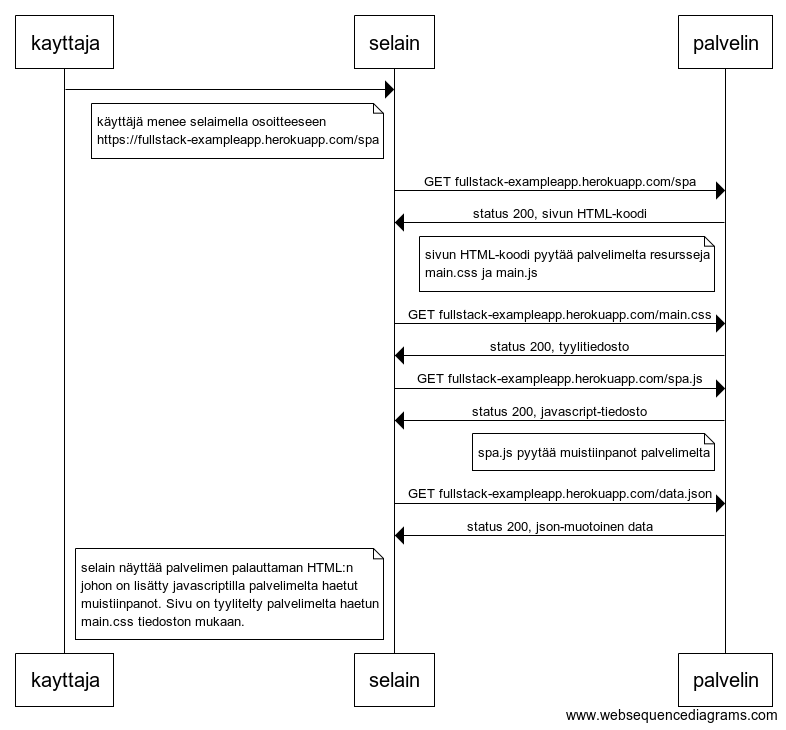 kayttaja
selain
palvelin
käyttäjä menee selaimella osoitteeseen
https://fullstack-exampleapp.herokuapp.com/spa
GET fullstack-exampleapp.herokuapp.com/spa
status 200, sivun HTML-koodi
sivun HTML-koodi pyytää palvelimelta resursseja
main.css ja main.js
GET fullstack-exampleapp.herokuapp.com/main.css
status 200, tyylitiedosto
GET fullstack-exampleapp.herokuapp.com/spa.js
status 200, javascript-tiedosto
spa.js pyytää muistiinpanot palvelimelta
GET fullstack-exampleapp.herokuapp.com/data.json
status 200, json-muotoinen data
selain näyttää palvelimen palauttaman HTML:n
johon on lisätty javascriptilla palvelimelta haetut
muistiinpanot. Sivu on tyylitelty palvelimelta haetun
main.css tiedoston mukaan.
kayttaja
selain
palvelin
www.websequencediagrams.com